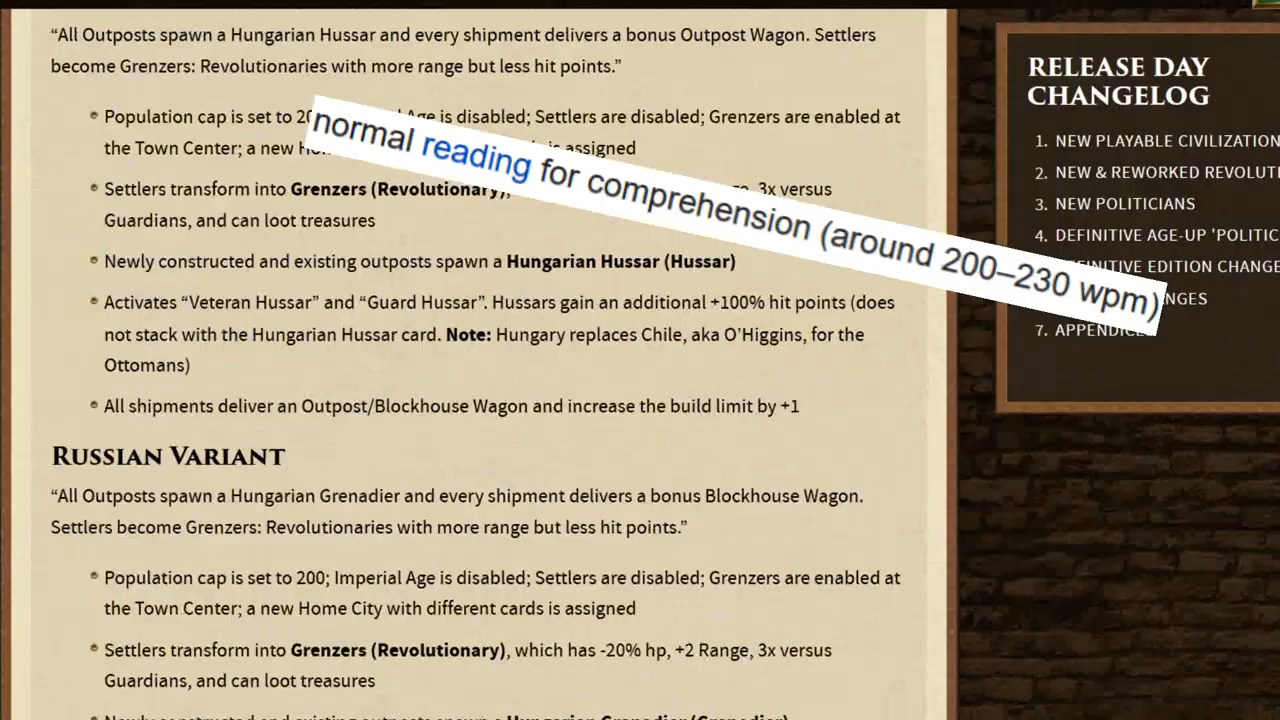 “All Outposts spawn a Hungarian Hussar and every shipment delivers a bonus Outpost Wagon. Settlers
become Grenzers: Revolutionaries with more range but less hit points.”
Population cap is set to Age is disabled; Settlers are disabled; Grenzers are enabled at
the Town Center; a new is assigned
Settlers transform into Grenzers (Revolutionary), 3x versus
Guardians, and can loot treasures
Newly constructed and existing outposts spawn a Hungarian Hussar (Hussar)
Activates “Veteran Hussar” and “Guard Hussar”. Hussars gain an additional +100% hit points (does
not stack with the Hungarian Hussar card. Note: Hungary replaces Chile, aka O’Higgins, for the
Ottomans)
All shipments deliver an Outpost/Blockhouse Wagon and increase the build limit by +1
RUSSIAN VARIANT
“All Outposts spawn a Hungarian Grenadier and every shipment delivers a bonus Blockhouse Wagon.
Settlers become Grenzers: Revolutionaries with more range but less hit points.”
Population cap is set to 200; Imperial Age is disabled; Settlers are disabled; Grenzers are enabled at
the Town Center; a new Home City with different cards is assigned
Settlers transform into Grenzers (Revolutionary), which has -20% hp, +2 Range, 3x versus
Guardians, and can loot treasures
Newly constructed and existing outposts spawn a Hungarian Grenadier (Grenadier)
normal reading for comprehension (around 200–230 wpm)
RELEASE DAY
CHANGELOG
1. NEW PLAYABLE CIVILIZATION
2. NEW & REWORKED REVOLUTI
3. NEW POLITICIANS
4. DEFINITIVE AGE-UP 'POLITIC
EDITION CHANGE
7.